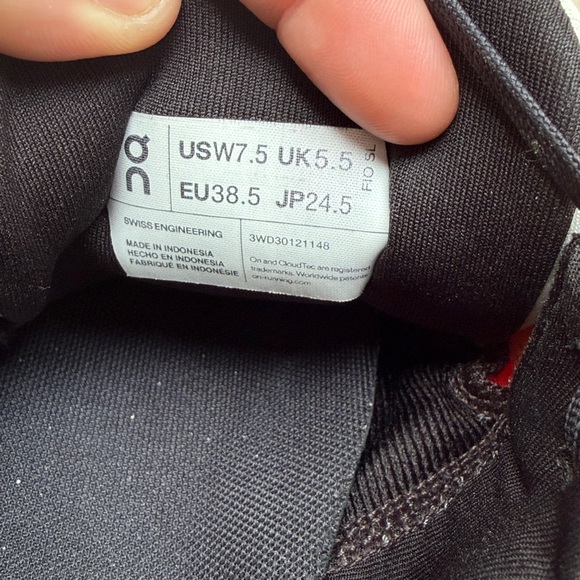 On
USW7.5 UK5.5
EU38.5 JP24.5
FIO SL
SWISS ENGINEERING
MADE IN INDONESIA
HECHO EN INDONESIA
FABRIQUÉ EN INDONÉSIE
3WD30121148
On and CloudTec are registered
trademarks. Worldwide patents
on-running.com